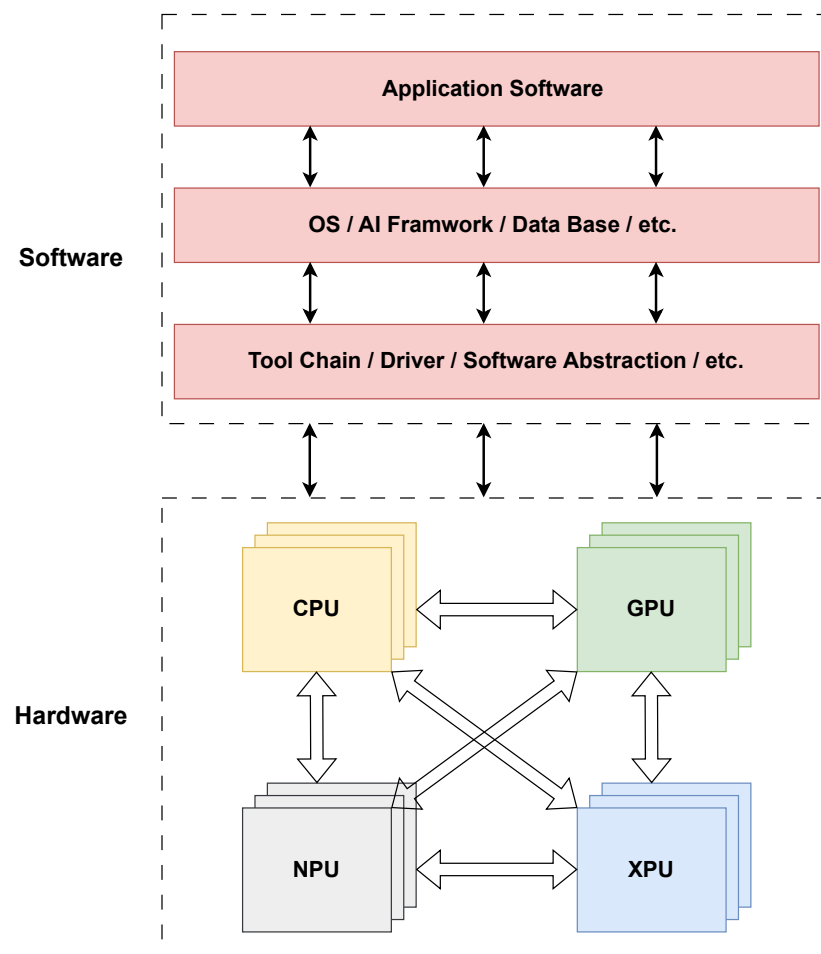 Application Software
OS / AI Framwork / Data Base / etc.
Software
Tool Chain / Driver / Software Abstraction / etc.
CPU
GPU
Hardware
NPU
XPU